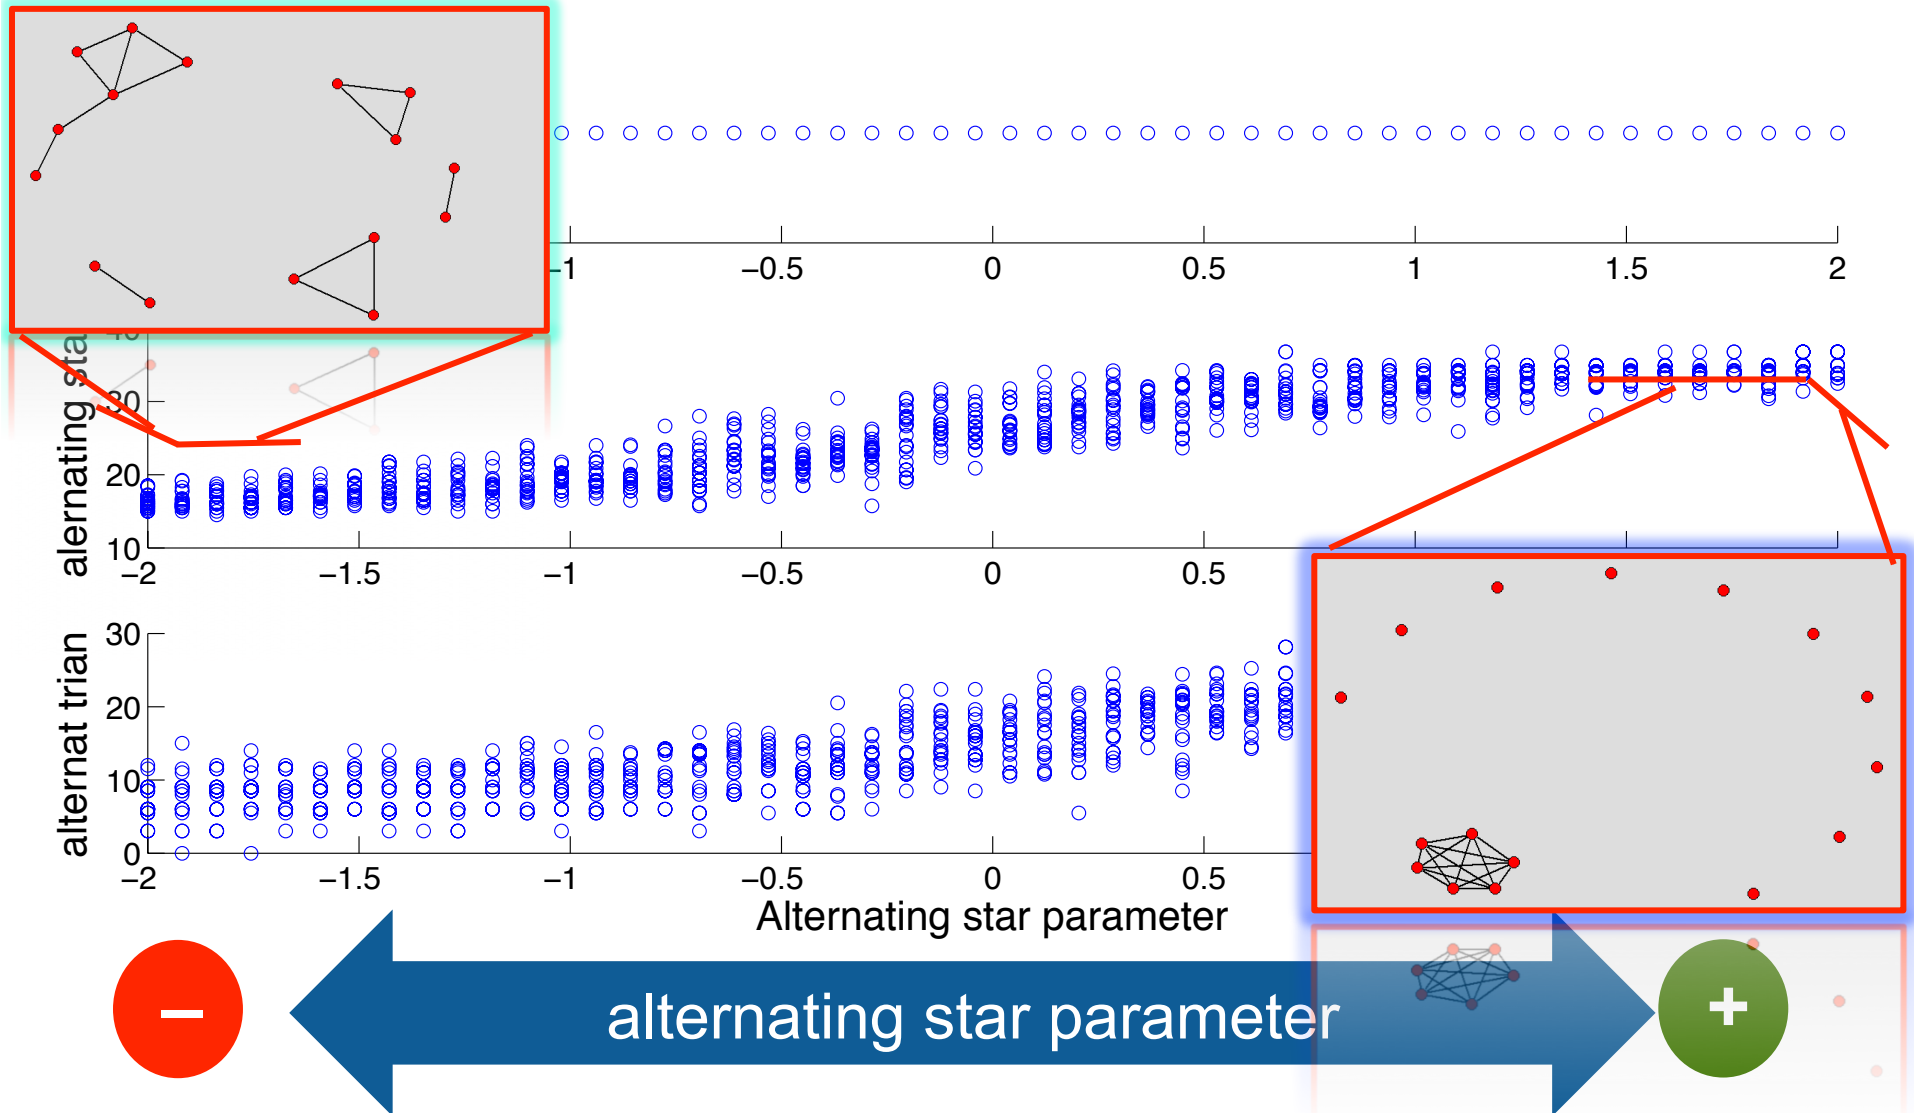 −1 −0.5 0 0.5 1 1.5 2
alernating sta
40
30
20
10
−2 −1.5 −1 −0.5 0 0.5
alternat trian
30
20
10
0
−2 −1.5 −1 −0.5 0 0.5
Alternating star parameter
− alternating star parameter +